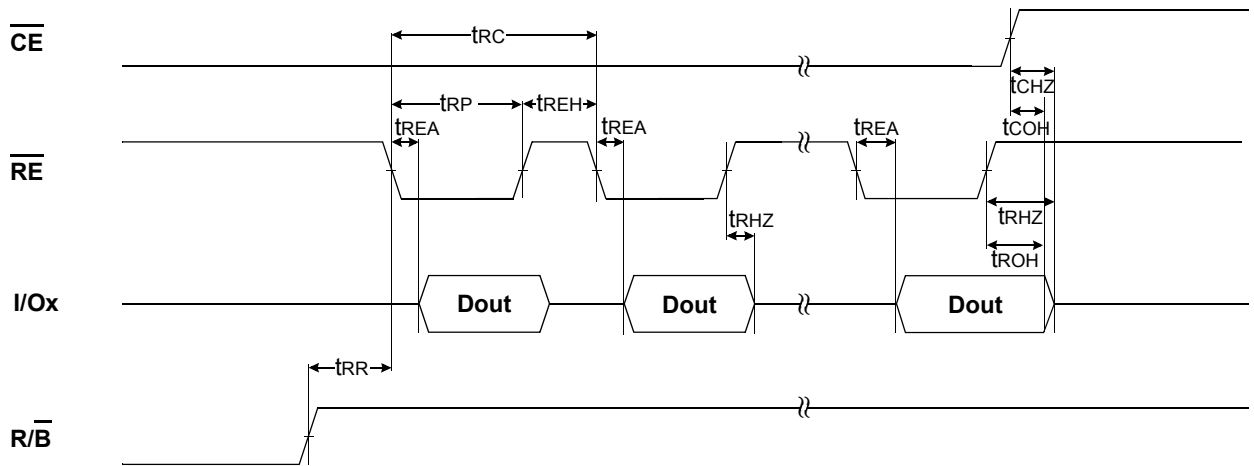 CE
tRC
tCHZ
tRP
tREH
tCOH
tREA
tREA
tREA
RE
tRHZ
tRHZ
tROH
I/Ox
Dout
Dout
Dout
tRR
R/B